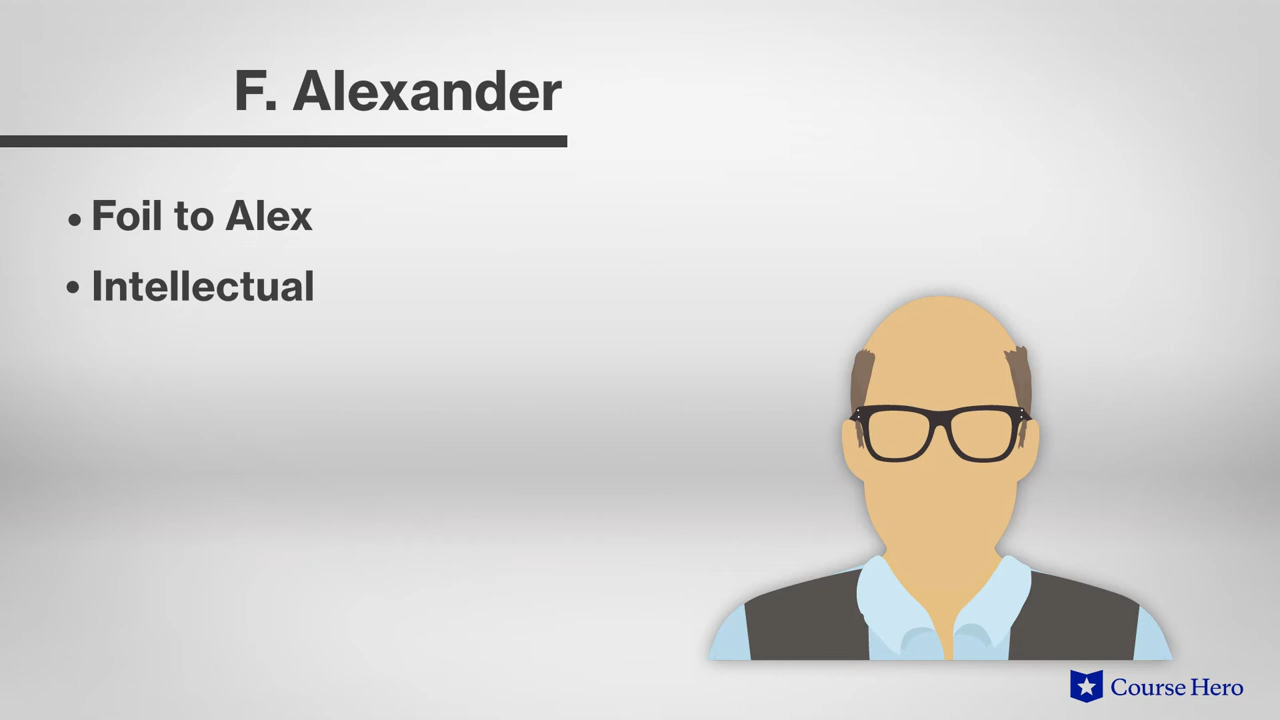 F. Alexander
• Foil to Alex
• Intellectual
Course Hero